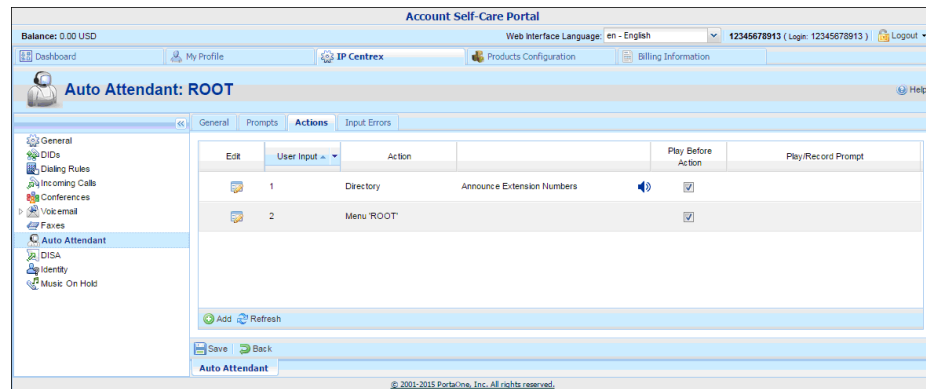 Account Self-Care Portal
Balance: 0.00 USD Web Interface Language: en - English 12345678913 ( Login: 12345678913 ) Logout
Dashboard My Profile IP Centrex Products Configuration Billing Information
Auto Attendant: ROOT Help
General Prompts Actions Input Errors
General
DIDs
Dialing Rules
Incoming Calls
Conferences
Voicemail
Faxes
Auto Attendant
DISA
Identity
Music On Hold
Edit User Input Action Play Before Action Play/Record Prompt
1 Directory Announce Extension Numbers
2 Menu 'ROOT'
Add Refresh
Save Back
Auto Attendant
© 2001-2015 PortaOne, Inc. All rights reserved.